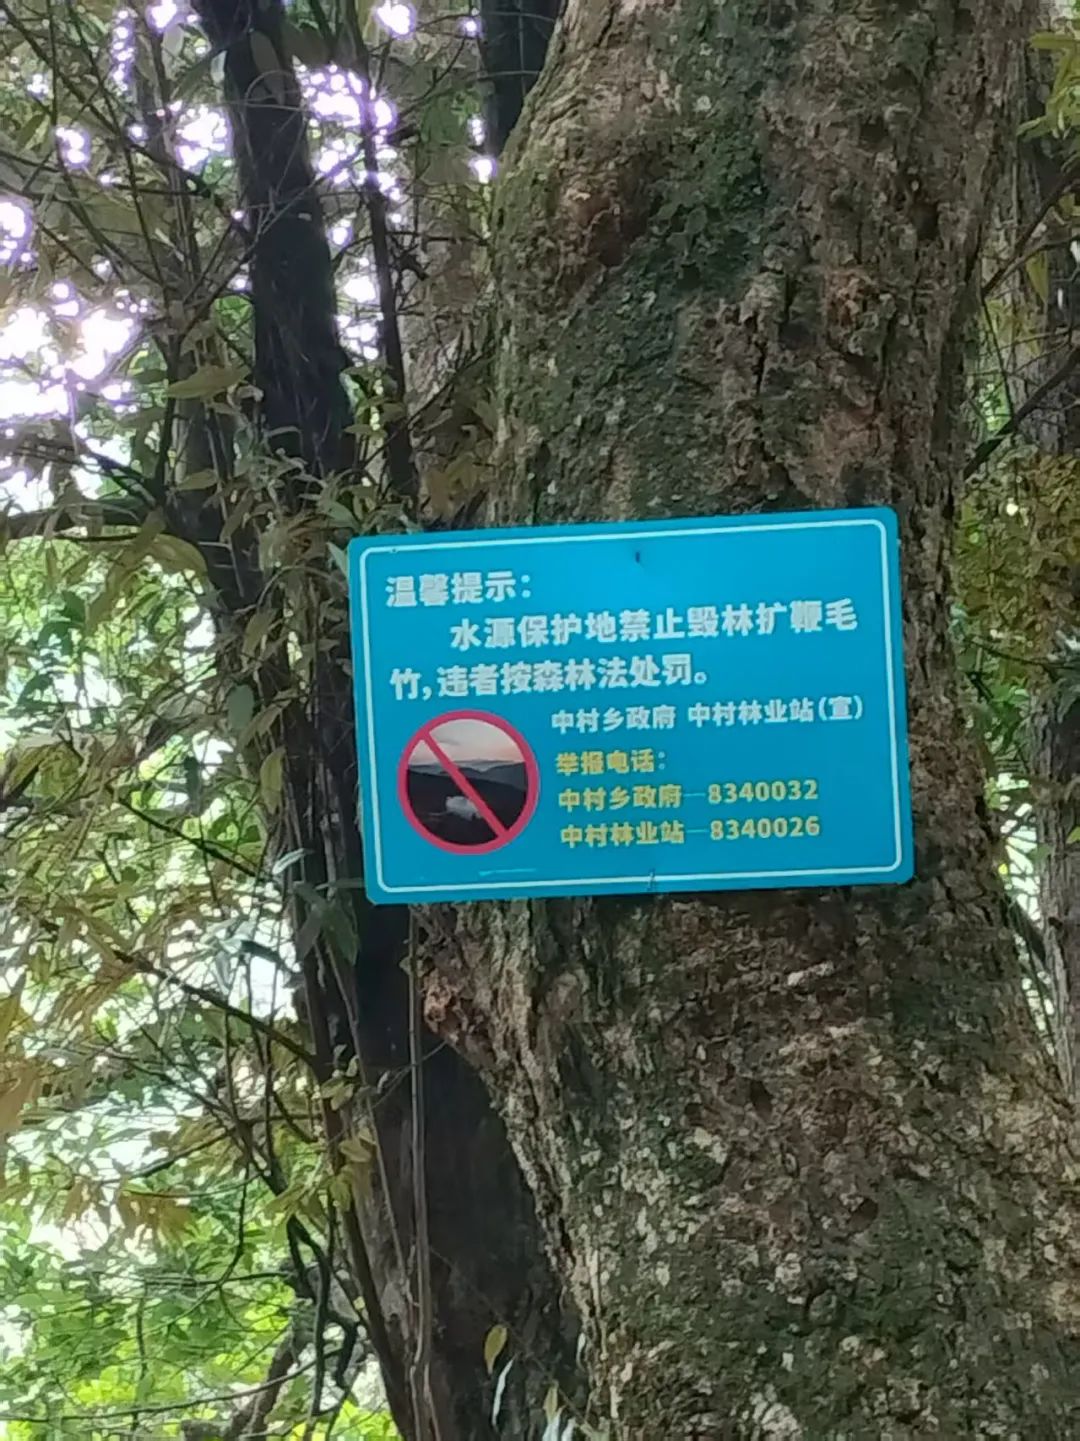 温馨提示：
水源保护地禁止毁林扩鞭毛
竹，违者按森林法处罚。
中村乡政府 中村林业站（宣）
举报电话：
中村乡政府—8340032
中村林业站—8340026